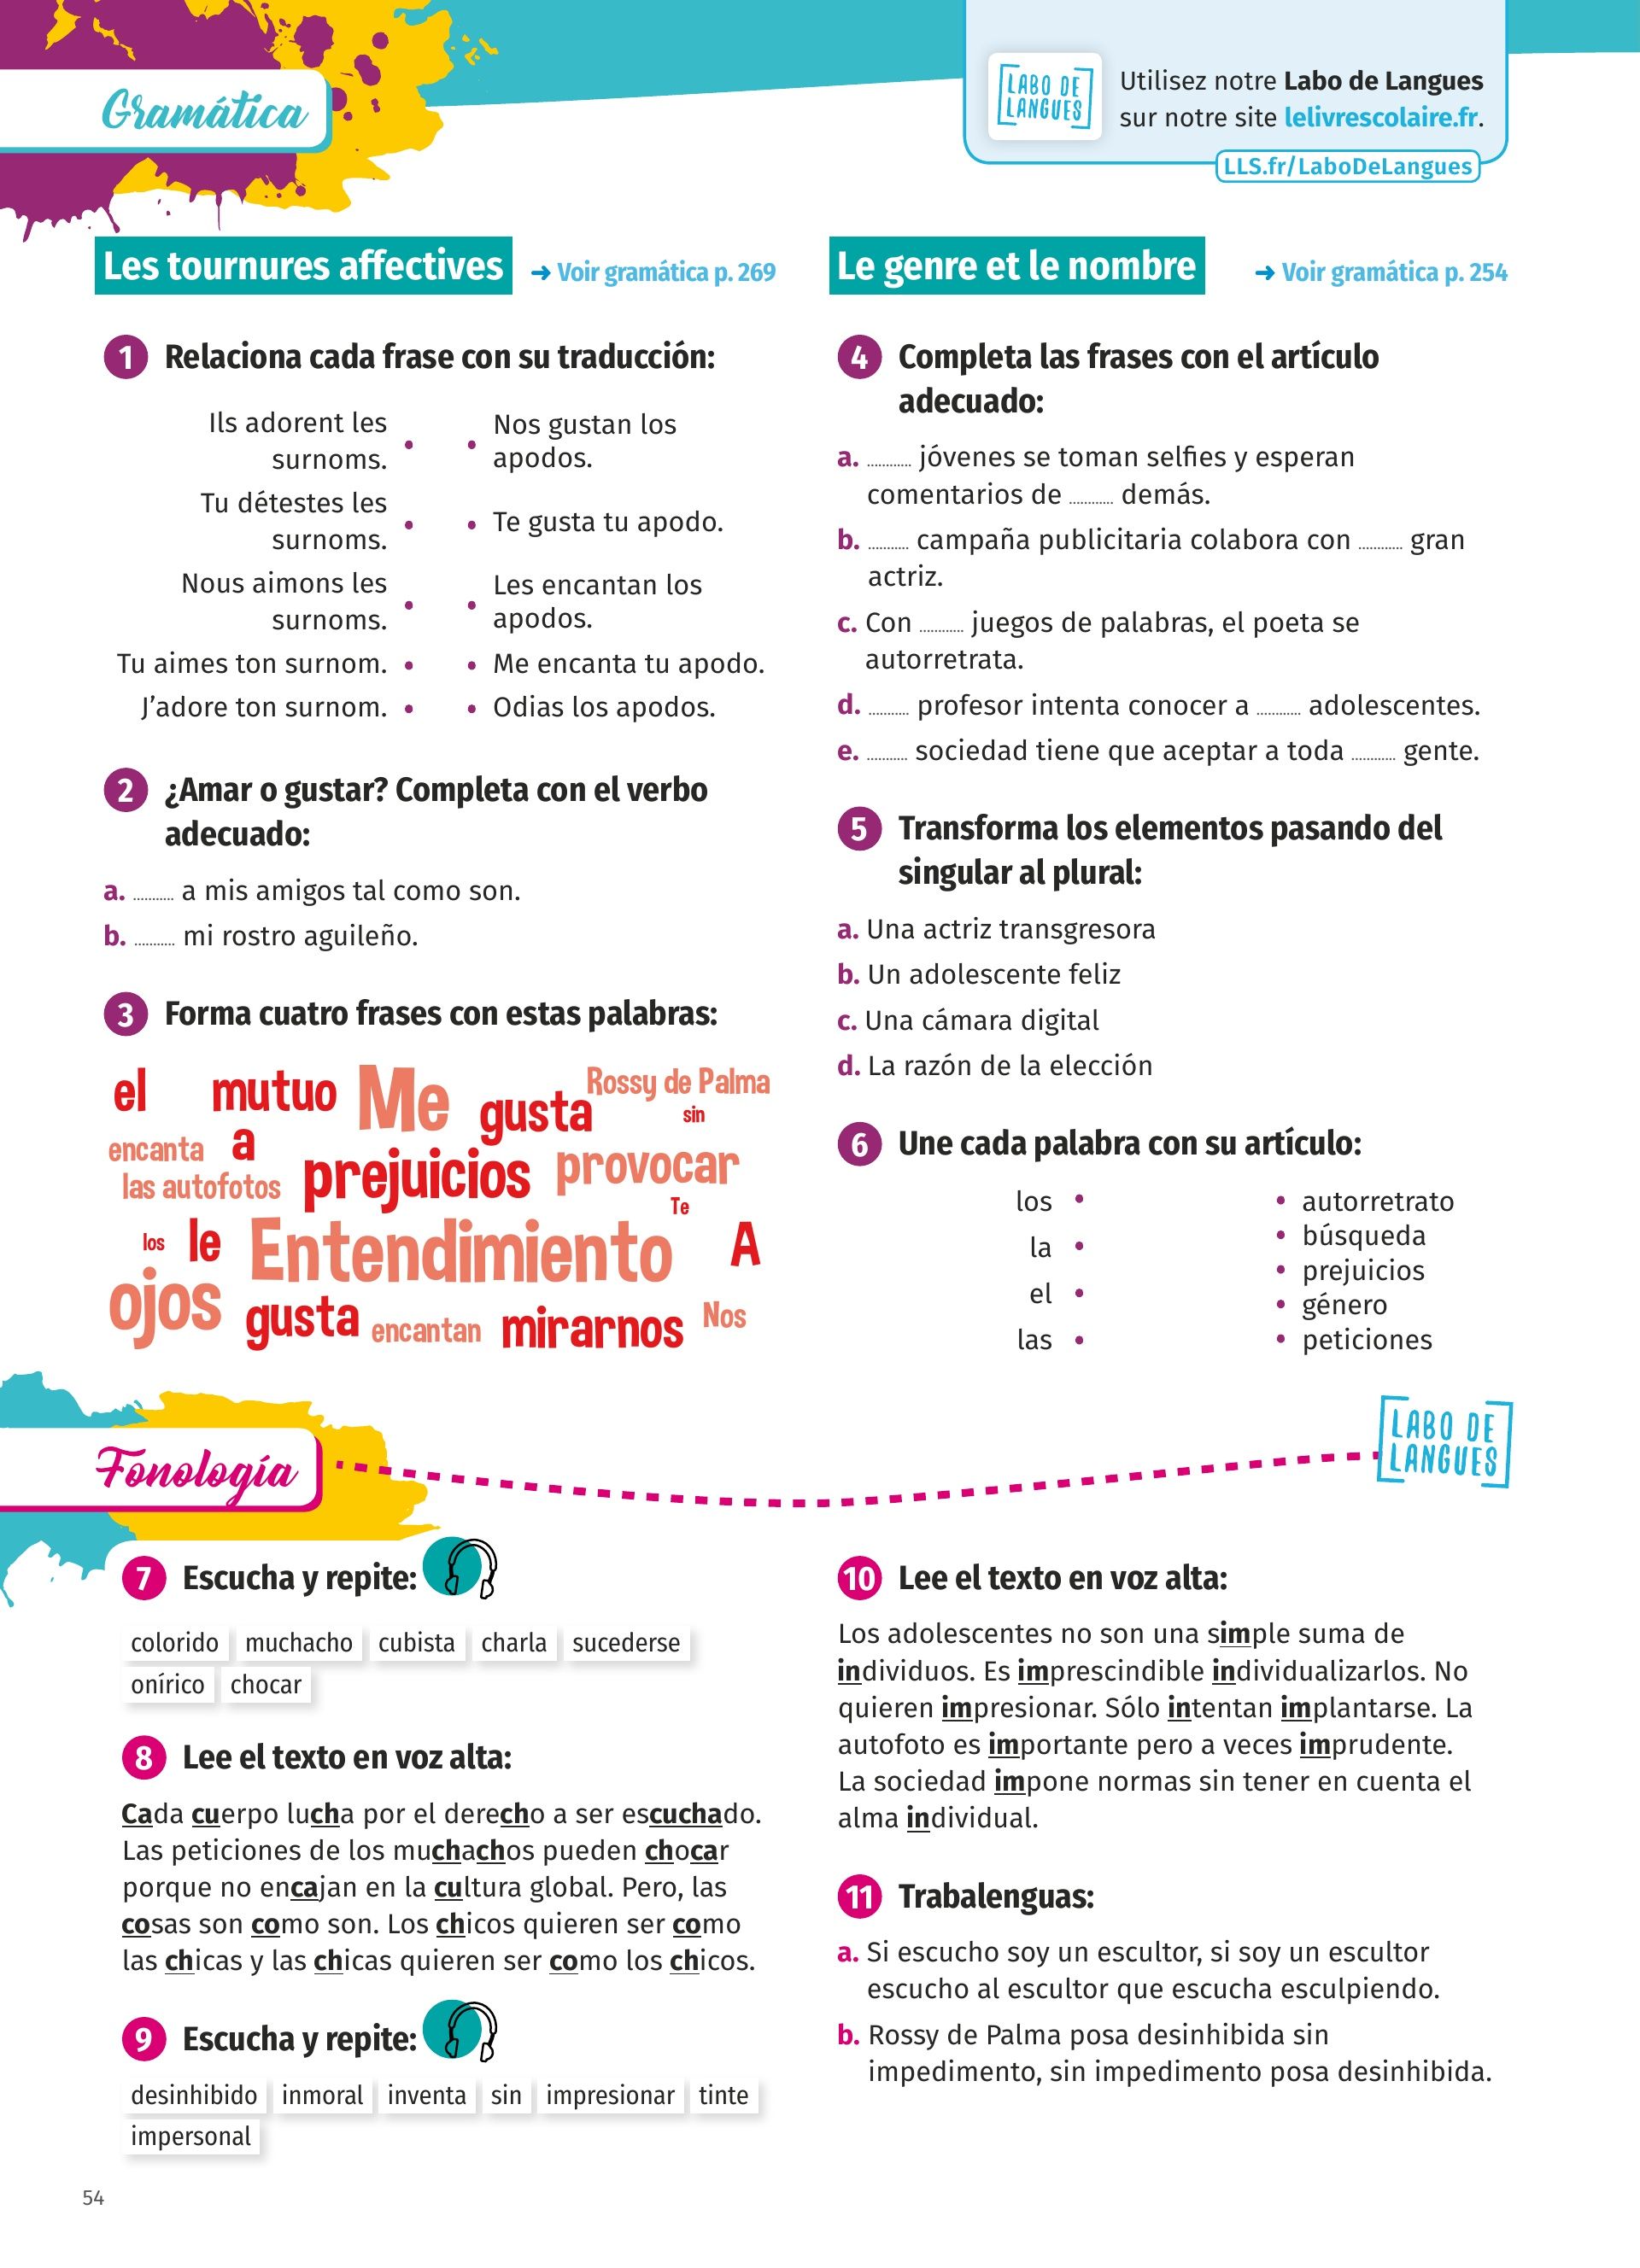 Gramática
LABO DE
LANGUES
Utilisez notre Labo de Langues
sur notre site lelivrescolaire.fr.
LLS.fr/LaboDeLangues
Les tournures affectives
➜ Voir gramática p. 269
1 Relaciona cada frase con su traducción:
Ils adorent les
surnoms.
•
• Nos gustan los
apodos.
Tu détestes les
surnoms.
•
• Te gusta tu apodo.
Nous aimons les
surnoms.
•
• Les encantan los
apodos.
Tu aimes ton surnom. •
• Me encanta tu apodo.
J’adore ton surnom. •
• Odias los apodos.
2 ¿Amar o gustar? Completa con el verbo
adecuado:
a. ........... a mis amigos tal como son.
b. ........... mi rostro aguileño.
3 Forma cuatro frases con estas palabras:
el mutuo Me gusta Rossy de Palma
sin
encanta a prejuicios provocar
las autofotos
Te
los le Entendimiento A
ojos gusta encantan mirarnos Nos
Le genre et le nombre
➜ Voir gramática p. 254
4 Completa las frases con el artículo
adecuado:
a. ............ jóvenes se toman selfies y esperan
comentarios de ............ demás.
b. ........... campaña publicitaria colabora con ............ gran
actriz.
c. Con ............ juegos de palabras, el poeta se
autorretrata.
d. ........... profesor intenta conocer a ............ adolescentes.
e. ........... sociedad tiene que aceptar a toda ............ gente.
5 Transforma los elementos pasando del
singular al plural:
a. Una actriz transgresora
b. Un adolescente feliz
c. Una cámara digital
d. La razón de la elección
6 Une cada palabra con su artículo:
los •
la •
el •
las •
• autorretrato
• búsqueda
• prejuicios
• género
• peticiones
Fonología
LABO DE
LANGUES
7 Escucha y repite:
colorido muchacho cubista charla sucederse
onírico chocar
8 Lee el texto en voz alta:
Cada cuerpo lucha por el derecho a ser escuchado.
Las peticiones de los muchachos pueden chocar
porque no encajan en la cultura global. Pero, las
cosas son como son. Los chicos quieren ser como
las chicas y las chicas quieren ser como los chicos.
9 Escucha y repite:
desinhibido inmoral inventa sin impresionar tinte
impersonal
10 Lee el texto en voz alta:
Los adolescentes no son una simple suma de
individuos. Es imprescindible individualizarlos. No
quieren impresionar. Sólo intentan implantarse. La
autofoto es importante pero a veces imprudente.
La sociedad impone normas sin tener en cuenta el
alma individual.
11 Trabalenguas:
a. Si escucho soy un escultor, si soy un escultor
escucho al escultor que escucha esculpiendo.
b. Rossy de Palma posa desinhibida sin
impedimento, sin impedimento posa desinhibida.
54